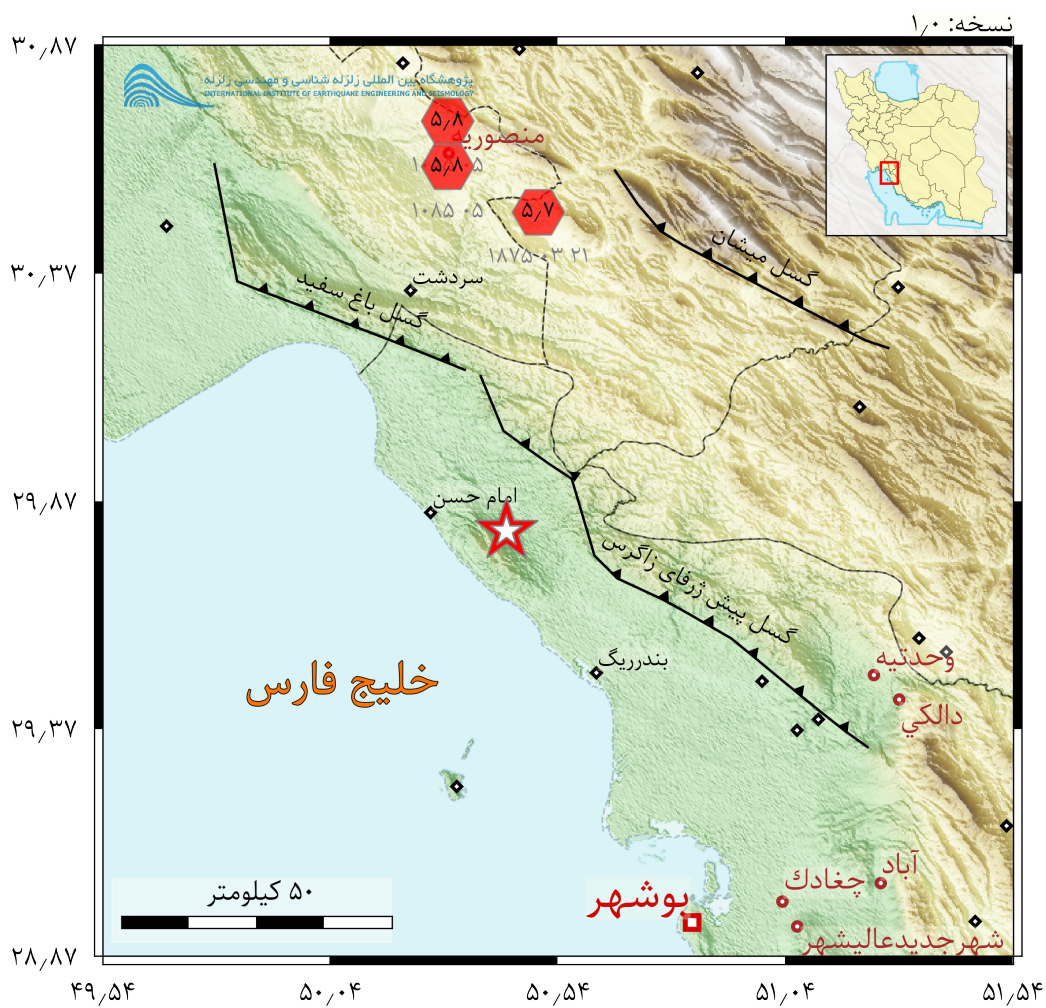 نسخه: ۱٫۰
۳۰٫۸۷
پژوهشگاه بین المللی زلزله شناسی و مهندسی زلزله
INTERNATIONAL INSTITUTE OF EARTHQUAKE ENGINEERING AND SEISMOLOGY
۵٫۸
منصوریه
۵٫۸
۱۰۸۵ ۰۵
۵٫۷
۱۸۷۵ ۰۳ ۲۱
گسل میشان
۳۰٫۳۷
سردشت
گسل باغ سفید
۲۹٫۸۷
امام حسن
گسل پیش ژرفای زاگرس
بندرریگ
وحدتیه
خلیج فارس
دالكي
۲۹٫۳۷
آباد
چغادك
۵۰ کیلومتر
بوشهر
شهرجدیدعالیشهر
۲۸٫۸۷
۴۹٫۵۴
۵۰٫۰۴
۵۰٫۵۴
۵۱٫۰۴
۵۱٫۵۴